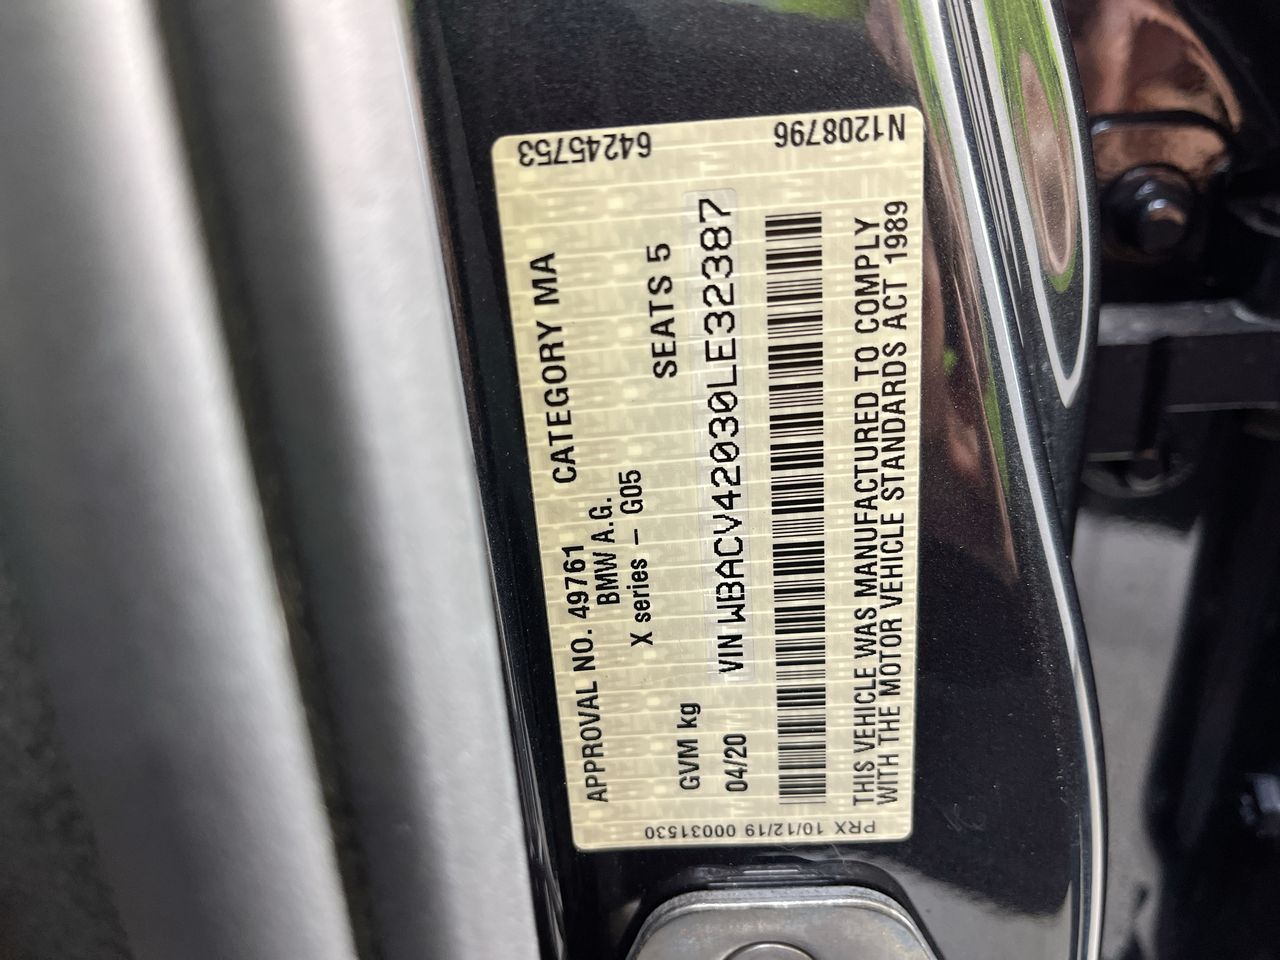 64245753
N1208796
APPROVAL NO. 49761 CATEGORY MA
BMW A.G.
X series – G05
GVM kg SEATS 5
04/20 VIN WBACV42030LE32387
THIS VEHICLE WAS MANUFACTURED TO COMPLY
WITH THE MOTOR VEHICLE STANDARDS ACT 1989
PRX 10/12/19 00031530